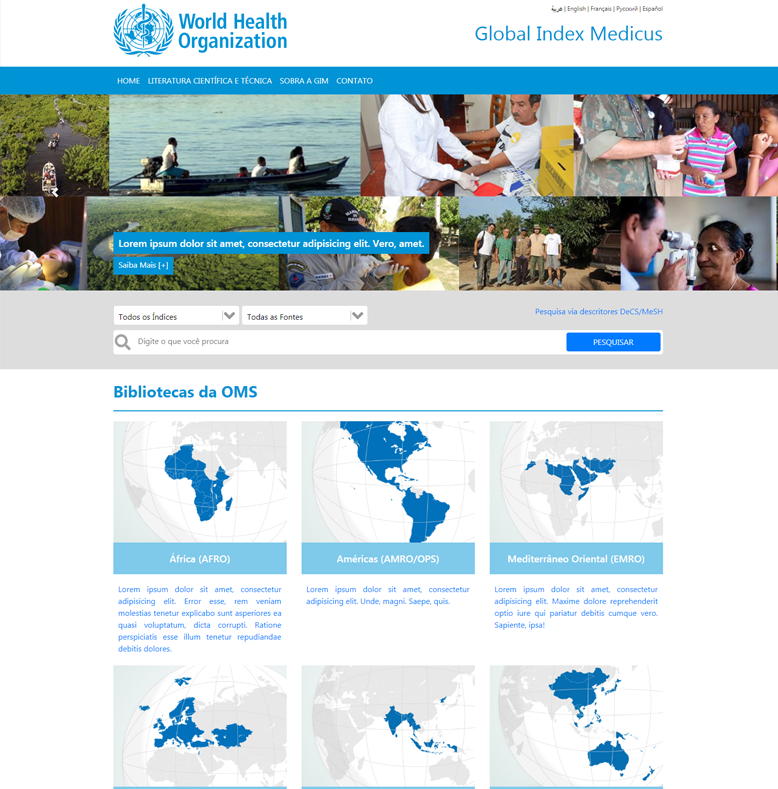 World Health
Organization
عربية | English | Français | Русский | Español
Global Index Medicus
HOME LITERATURA CIENTÍFICA E TÉCNICA SOBRA A GIM CONTATO
Lorem ipsum dolor sit amet, consectetur adipisicing elit. Vero, amet.
Saiba Mais [+]
Todos os Índices
Todas as Fontes
Pesquisa via descritores DeCS/MeSH
Digite o que você procura
PESQUISAR
Bibliotecas da OMS
África (AFRO)
Lorem ipsum dolor sit amet, consectetur
adipisicing elit. Error esse, rem veniam
molestias tenetur explicabo sunt asperiores ea
quasi voluptatum, dicta corrupti. Ratione
perspiciatis esse illum tenetur repudiandae
debitis dolores.
Américas (AMRO/OPS)
Lorem ipsum dolor sit amet, consectetur
adipisicing elit. Unde, magni. Saepe, quis.
Mediterrâneo Oriental (EMRO)
Lorem ipsum dolor sit amet, consectetur
adipisicing elit. Maxime dolore reprehenderit
optio iure qui pariatur debitis cumque vero.
Sapiente, ipsa!